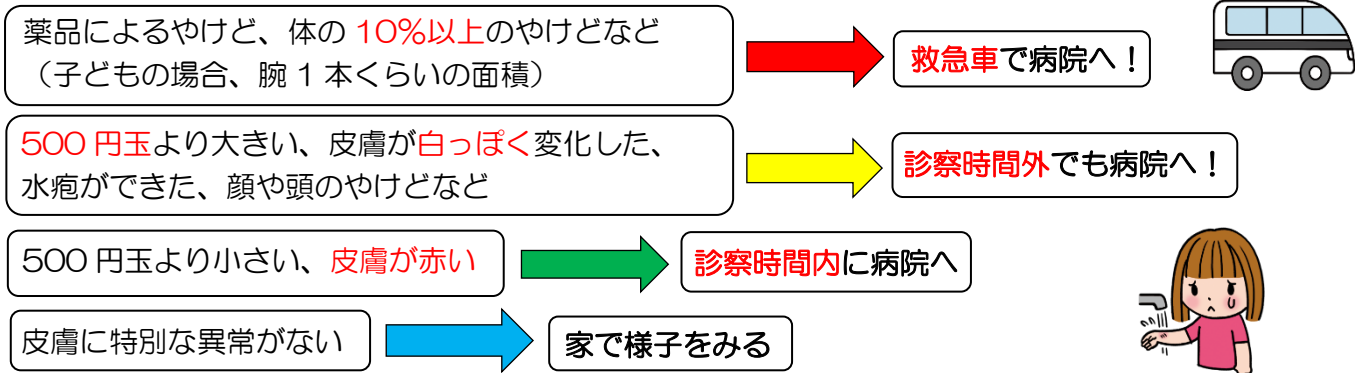 薬品によるやけど、体の 10%以上のやけどなど
（子どもの場合、腕 1 本くらいの面積）
救急車で病院へ！
500 円玉より大きい、皮膚が白っぽく変化した、
水疱ができた、顔や頭のやけどなど
診察時間外でも病院へ！
500 円玉より小さい、皮膚が赤い
診察時間内に病院へ
皮膚に特別な異常がない
家で様子をみる